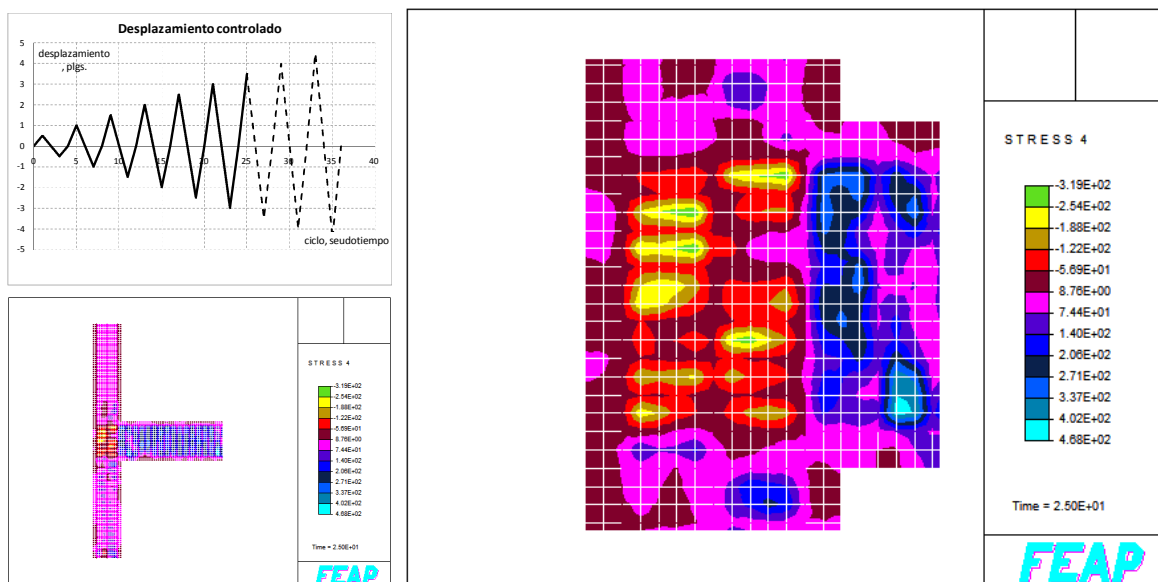 Desplazamiento controlado
desplazamiento
, plgs.
5
4
3
2
1
0
-1
-2
-3
-4
-5
0
5
10
15
20
25
30
35
40
ciclo, seudotiempo
STRESS 4
-3.19E+02
-2.54E+02
-1.88E+02
-1.22E+02
-5.69E+01
8.76E+00
7.44E+01
1.40E+02
2.06E+02
2.71E+02
3.37E+02
4.02E+02
4.68E+02
Time = 2.50E+01
FEAP
STRESS 4
-3.19E+02
-2.54E+02
-1.88E+02
-1.22E+02
-5.69E+01
8.76E+00
7.44E+01
1.40E+02
2.06E+02
2.71E+02
3.37E+02
4.02E+02
4.68E+02
Time = 2.50E+01
FEAP